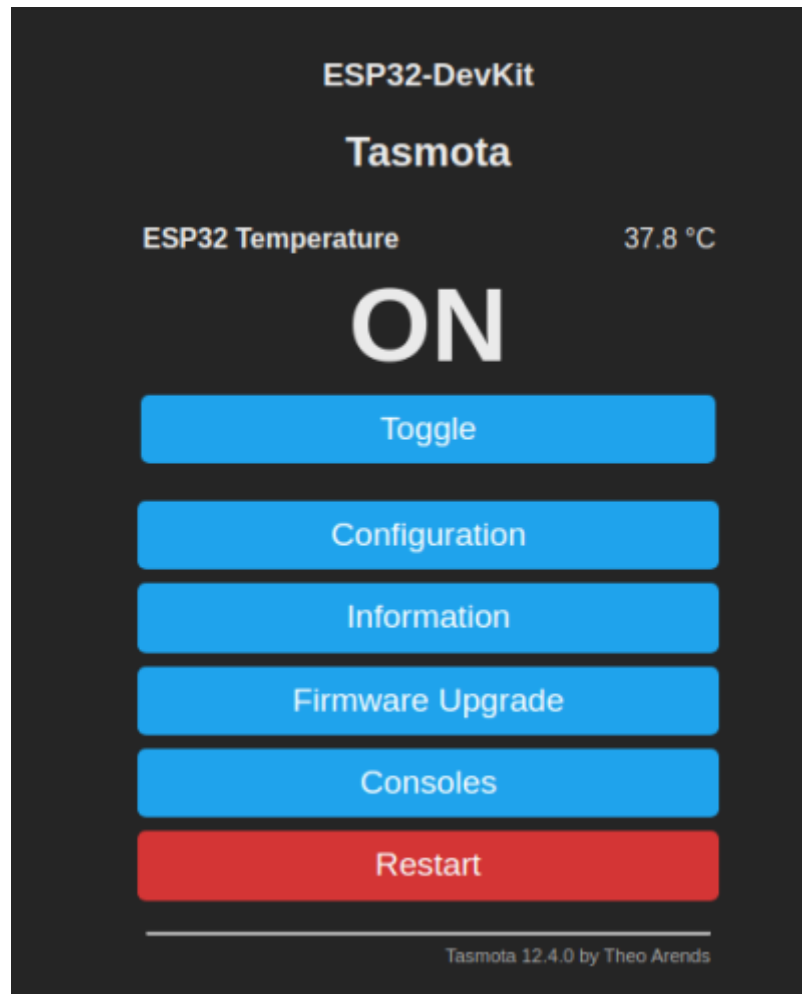 ESP32-DevKit
Tasmota
ESP32 Temperature 37.8 °C
ON
Toggle
Configuration
Information
Firmware Upgrade
Consoles
Restart
Tasmota 12.4.0 by Theo Arends